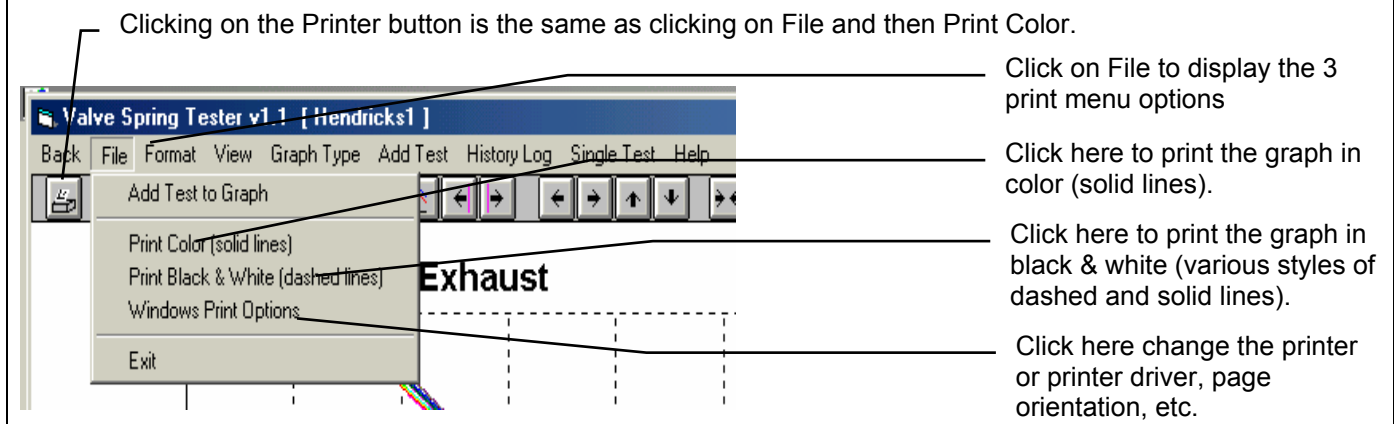 Clicking on the Printer button is the same as clicking on File and then Print Color.
Click on File to display the 3
print menu options
Valve Spring Tester v1.1 [ Hendricks1 ]
Back File Format View Graph Type Add Test History Log Single Test Help
Click here to print the graph in
color (solid lines).
Add Test to Graph
Print Color (solid lines)
Print Black & White (dashed lines)
Windows Print Options
Exit
Exhaust
Click here to print the graph in
black & white (various styles of
dashed and solid lines).
Click here change the printer
or printer driver, page
orientation, etc.